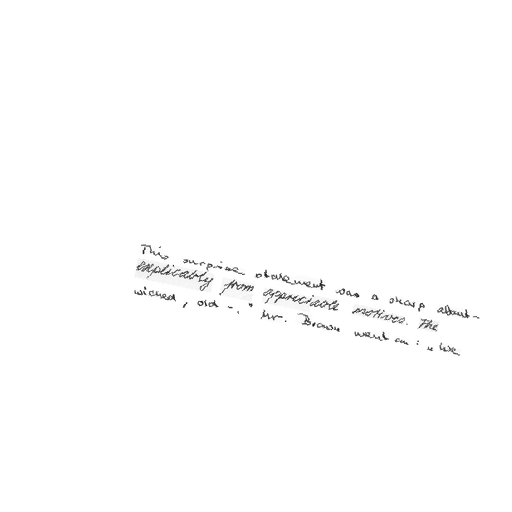 This surprise statement was a sharp about-
explicably from appreciable motives. The
wicked, old -. " Mr. Brown went on: " We